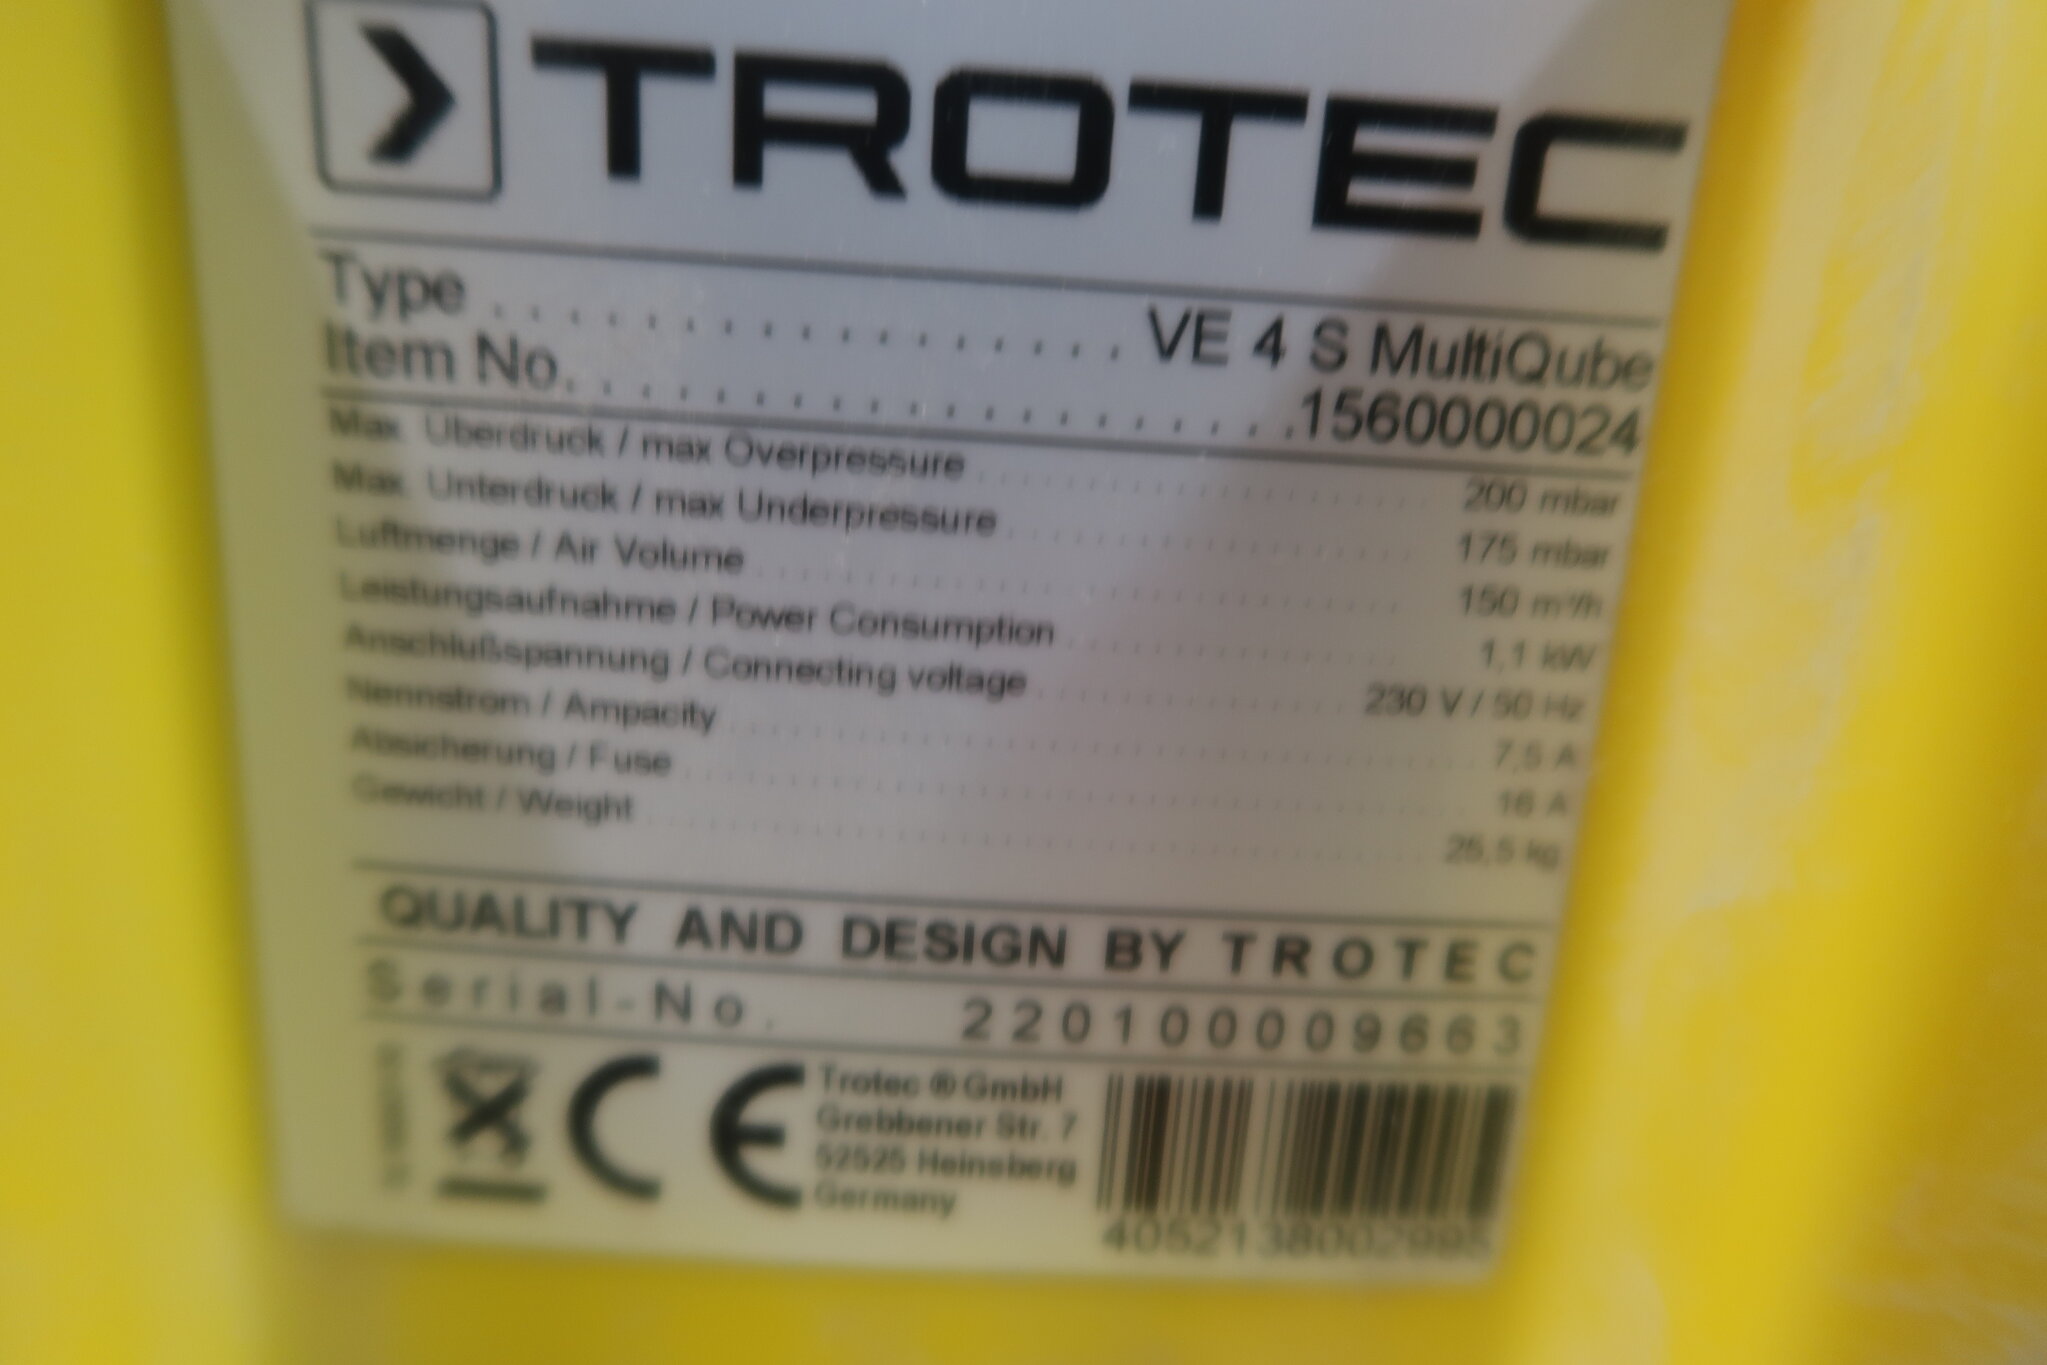 TROTEC
Type . . . . . . . . . . . . . . . . . VE 4 S MultiQube
Item No. . . . . . . . . . . . . . . . . .1560000024
Max. Überdruck / max Overpressure . . . . . . . . . . . . 200 mbar
Max. Unterdruck / max Underpressure . . . . . . . . . . . . 175 mbar
Luftmenge / Air Volume . . . . . . . . . . . . 150 m³/h
Leistungsaufnahme / Power Consumption . . . . . . . . . . . . 1,1 kW
Anschlußspannung / Connecting voltage . . . . . . . . . . . . 230 V / 50 Hz
Nennstrom / Ampacity . . . . . . . . . . . . 7,5 A
Absicherung / Fuse . . . . . . . . . . . . 16 A
Gewicht / Weight . . . . . . . . . . . . 25,5 kg
QUALITY AND DESIGN BY TROTEC
Serial-No. 220100009663
CE
Trotec ® GmbH
Grebbener Str. 7
52525 Heinsberg
Germany
4052138002995